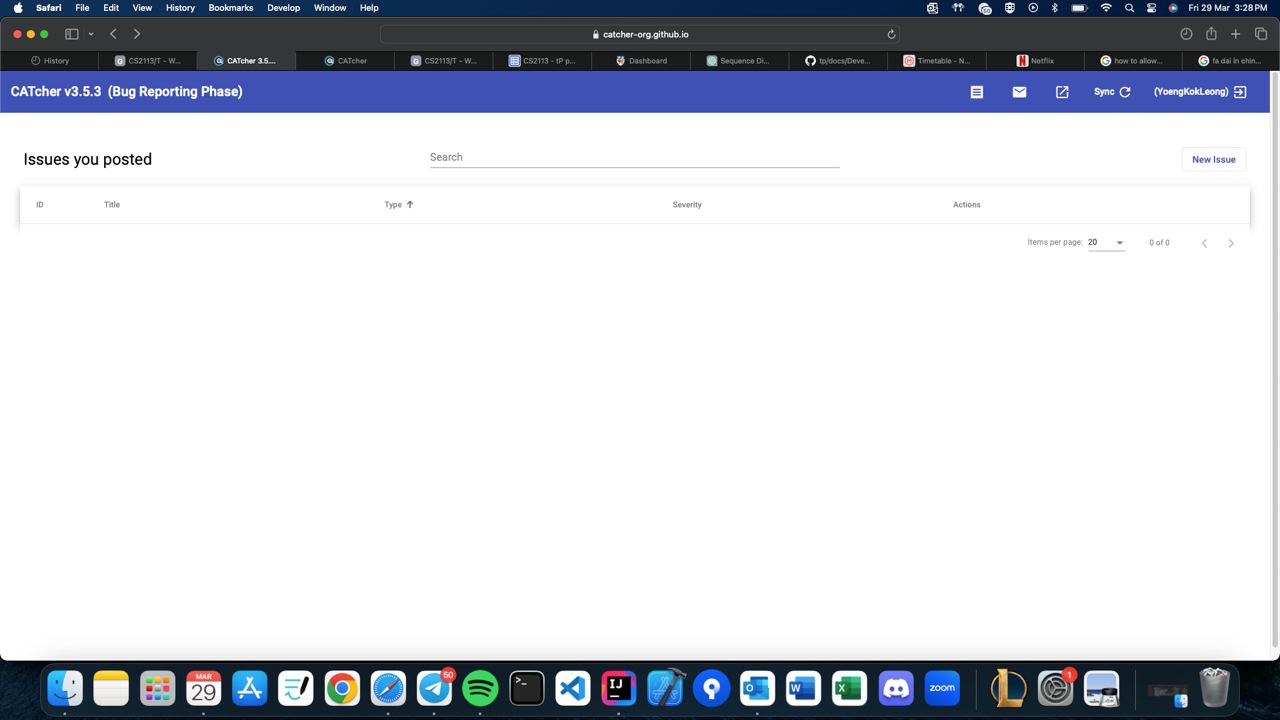 Safari File Edit View History Bookmarks Develop Window Help 50 Fri 29 Mar 3:28 PM
catcher-org.github.io
History CS2113/T - W... CATcher 3.5.... CATcher CS2113/T - W... CS2113 - tP p... Dashboard Sequence Di... tp/docs/Deve... Timetable - N... Netflix how to allow... fa dai in chin...
CATcher v3.5.3 (Bug Reporting Phase) Sync (YoengKokLeong)
Issues you posted Search New Issue
ID Title Type Severity Actions
Items per page: 20 0 of 0
MAR 50 1
29 >_ IJ O W X zoom L